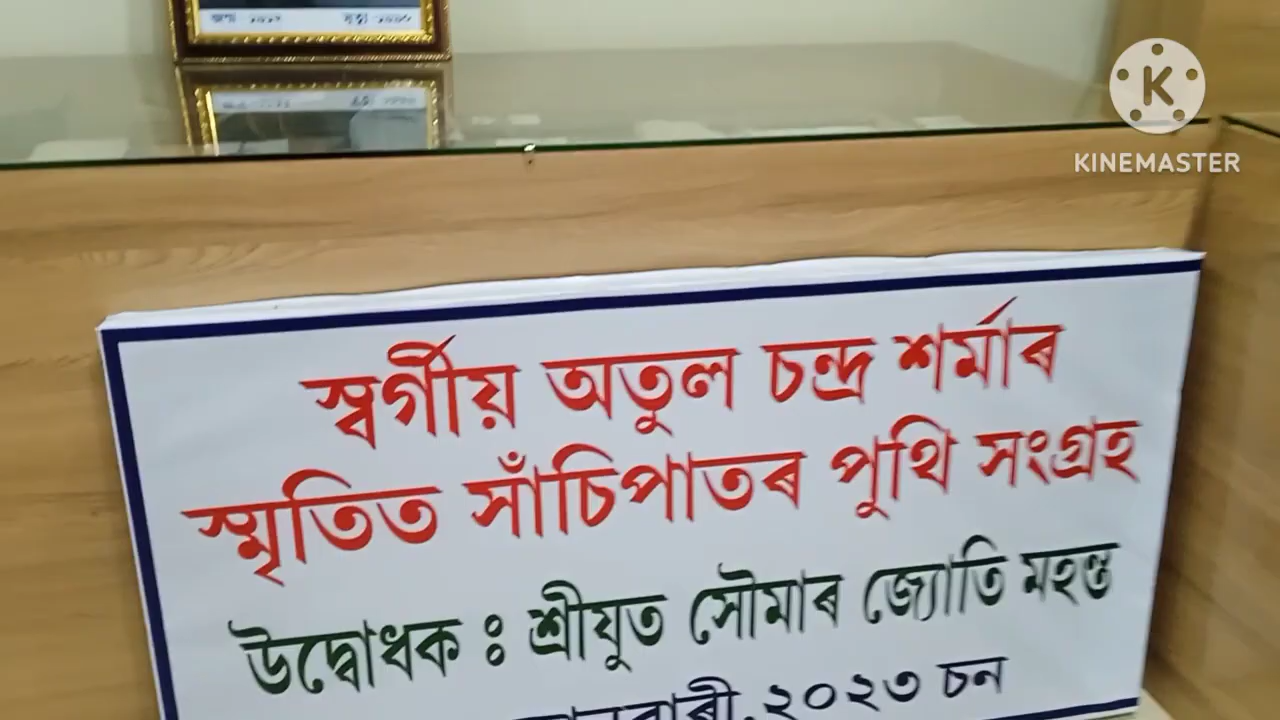 KINEMASTER
স্বৰ্গীয় অতুল চন্দ্ৰ শৰ্মাৰ
স্মৃতিত সাঁচিপাতৰ পুথি সংগ্ৰহ
উদ্বোধক ঃ শ্ৰীযুত সৌমাৰ জ্যোতি মহন্ত
২০২৩ চন